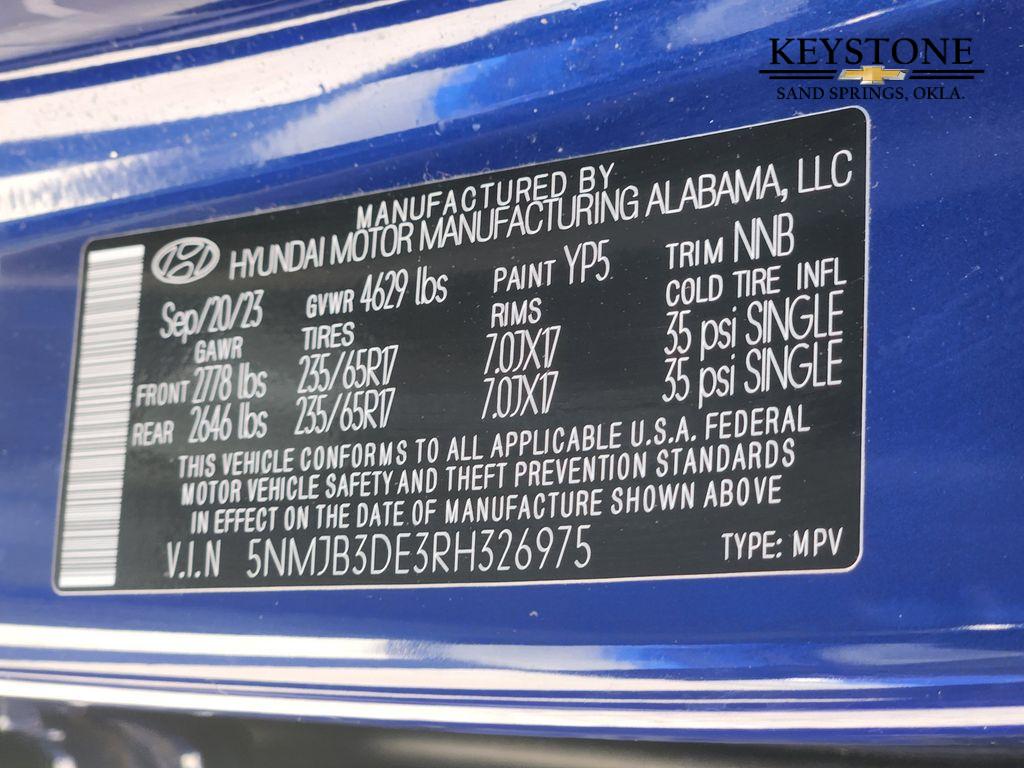 KEYSTONE
SAND SPRINGS, OKLA.
MANUFACTURED BY
HYUNDAI MOTOR MANUFACTURING ALABAMA, LLC
Sep/20/23 GVWR 4629 lbs PAINT YP5 TRIM NNB
GAWR TIRES RIMS COLD TIRE INFL
FRONT 2778 lbs 235/65R17 7.0JX17 35 psi SINGLE
REAR 2646 lbs 235/65R17 7.0JX17 35 psi SINGLE
THIS VEHICLE CONFORMS TO ALL APPLICABLE U.S.A. FEDERAL
MOTOR VEHICLE SAFETY AND THEFT PREVENTION STANDARDS
IN EFFECT ON THE DATE OF MANUFACTURE SHOWN ABOVE
V.I.N 5NMJB3DE3RH326975 TYPE: MPV